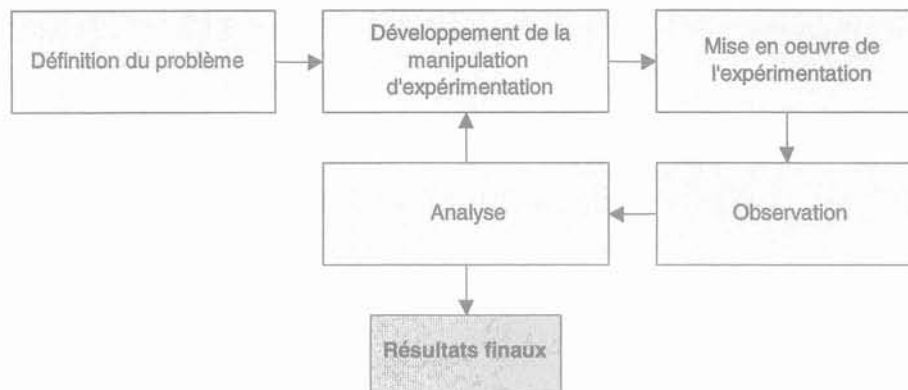 Définition du problème
Développement de la
manipulation
d'expérimentation
Mise en oeuvre de
l'expérimentation
Analyse
Observation
Résultats finaux